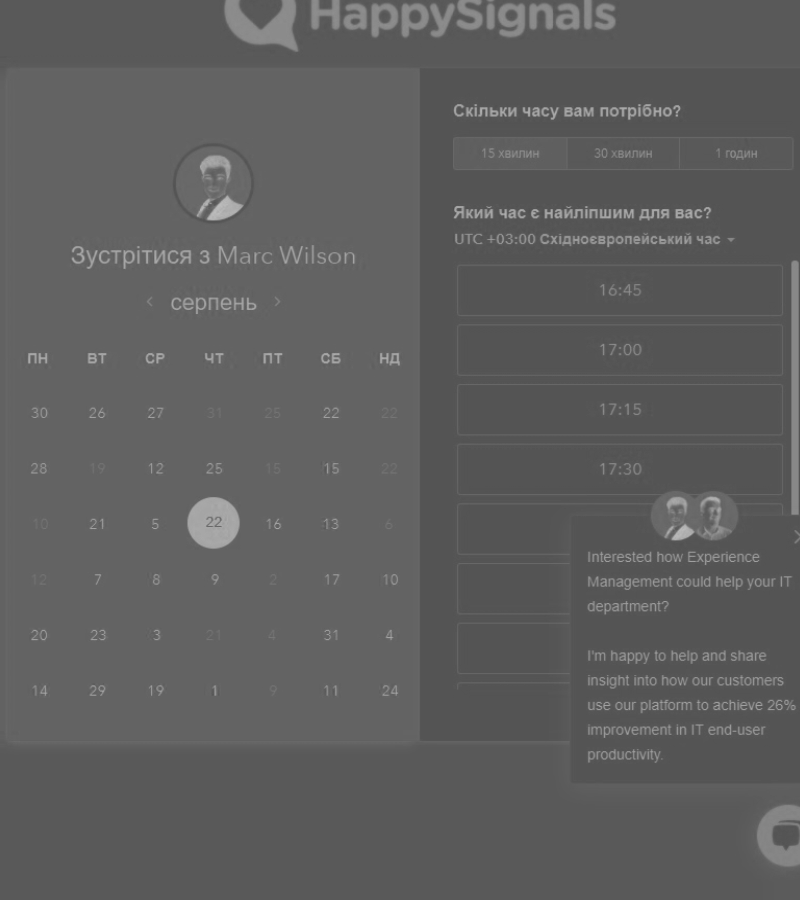 HappySignals
Зустрітися з Marc Wilson
серпень
ПН ВТ СР ЧТ ПТ СБ НД
30 26 27 31 25 22 22
28 19 12 25 15 15 22
10 21 5 22 16 13 6
12 7 8 9 2 17 10
20 23 3 21 4 31 4
14 29 19 1 9 11 24
Скільки часу вам потрібно?
15 хвилин 30 хвилин 1 годин
Який час є найліпшим для вас?
UTC +03:00 Східноєвропейський час
16:45
17:00
17:15
17:30
Interested how Experience
Management could help your IT
department?
I'm happy to help and share
insight into how our customers
use our platform to achieve 26%
improvement in IT end-user
productivity.